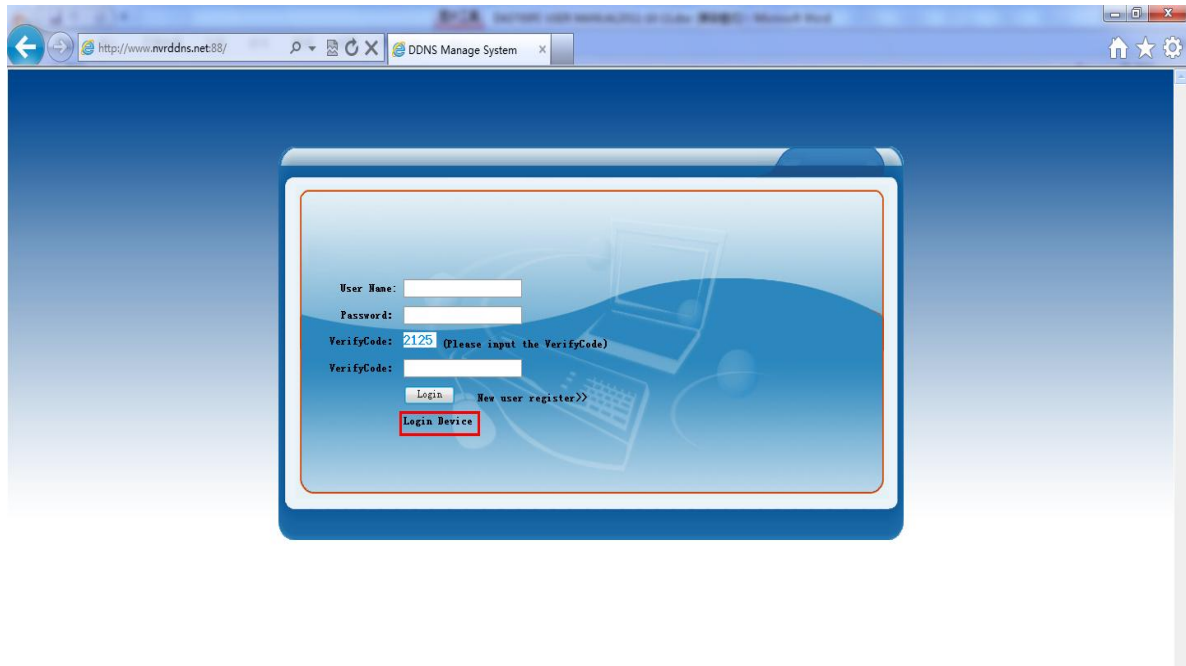 http://www.nvrddns.net:88/
DDNS Manage System
User Name:
Password:
VerifyCode: 2125 (Please input the VerifyCode)
VerifyCode:
Login New user register>>
Login Device